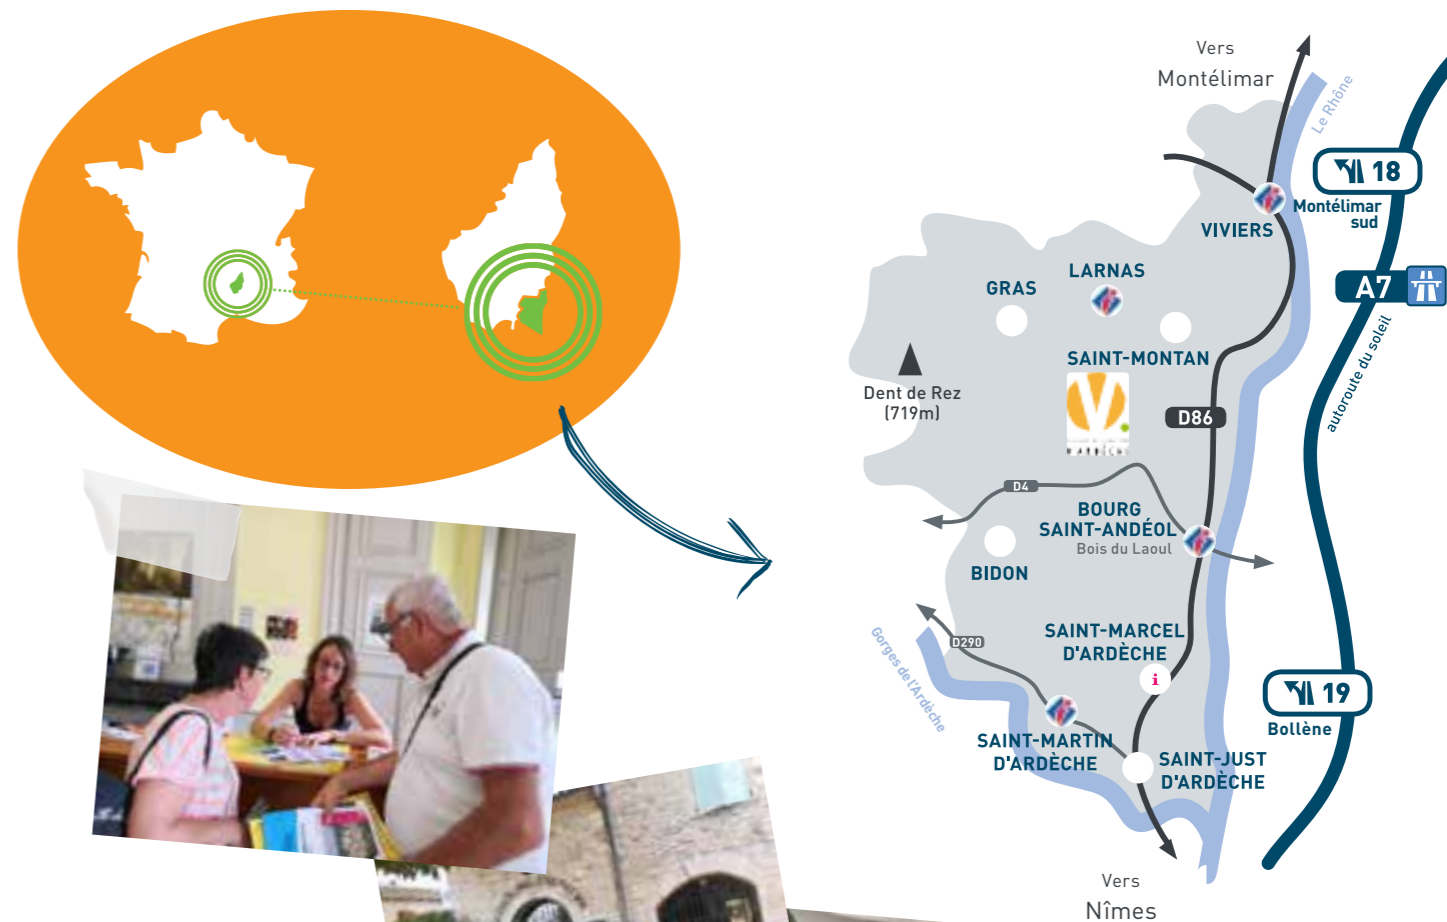 Vers
Montélimar
Le Rhône
18
Montélimar
sud
VIVIERS
A7
autoroute du soleil
LARNAS
GRAS
SAINT-MONTAN
Dent de Rez
(719m)
V
D86
D4
BOURG
SAINT-ANDÉOL
Bois du Laoul
BIDON
SAINT-MARCEL
D'ARDÈCHE
i
D290
Gorges de l'Ardèche
19
Bollène
SAINT-MARTIN
D'ARDÈCHE
SAINT-JUST
D'ARDÈCHE
Vers
Nîmes